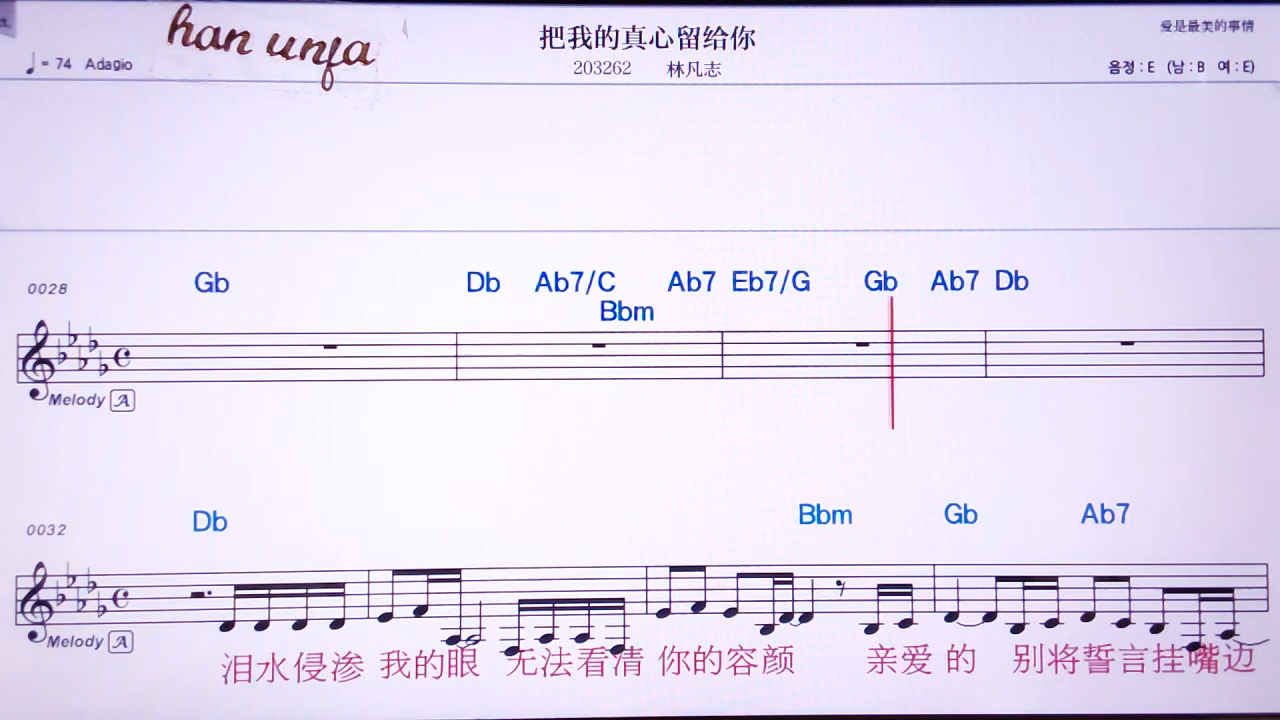 han unfa
把我的真心留给你
爱是最美的事情
= 74 Adagio
203262 林凡志
음정 : E (남 : B 여 : E)
0028
Gb Db Ab7/C Ab7 Eb7/G Gb Ab7 Db
Bbm
Melody A
0032
Db Bbm Gb Ab7
Melody A
泪水侵渗 我的眼 无法看清 你的容颜 亲爱 的 别将誓言挂嘴边